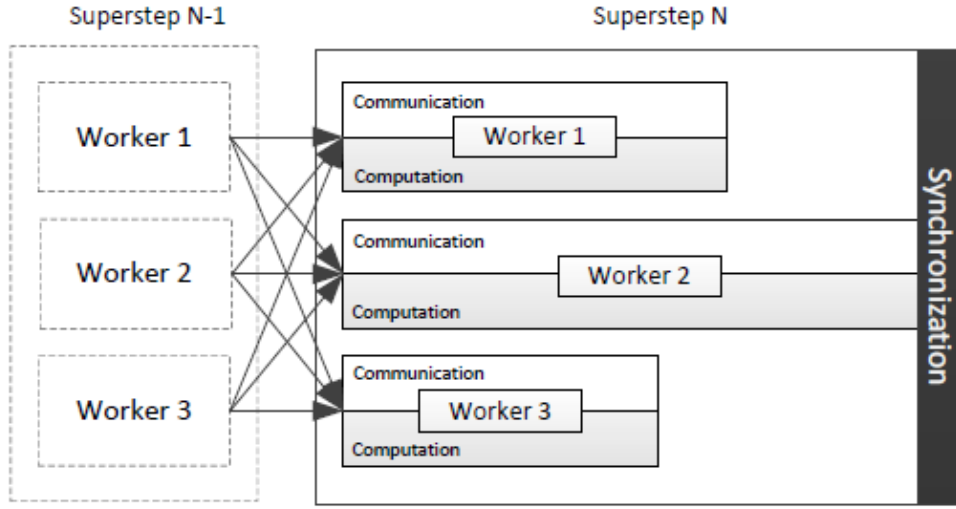 Superstep N-1
Superstep N
Worker 1
Worker 2
Worker 3
Communication
Worker 1
Computation
Communication
Worker 2
Computation
Communication
Worker 3
Computation
Synchronization